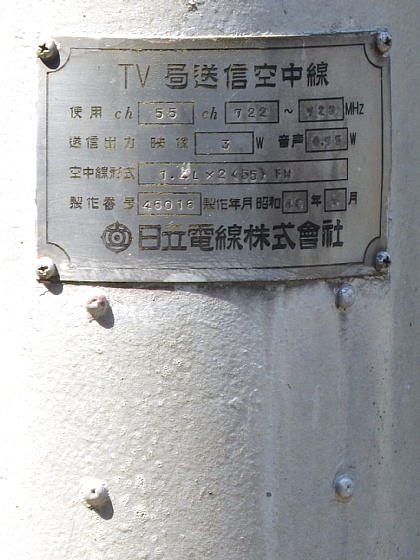 TV 局送信空中線
使用 ch 55 ch 722 ～ MHz
送信出力 映像 3 W 音声 W
空中線形式
製作番号 45016 製作年月 昭和 年 月
日立電線株式會社